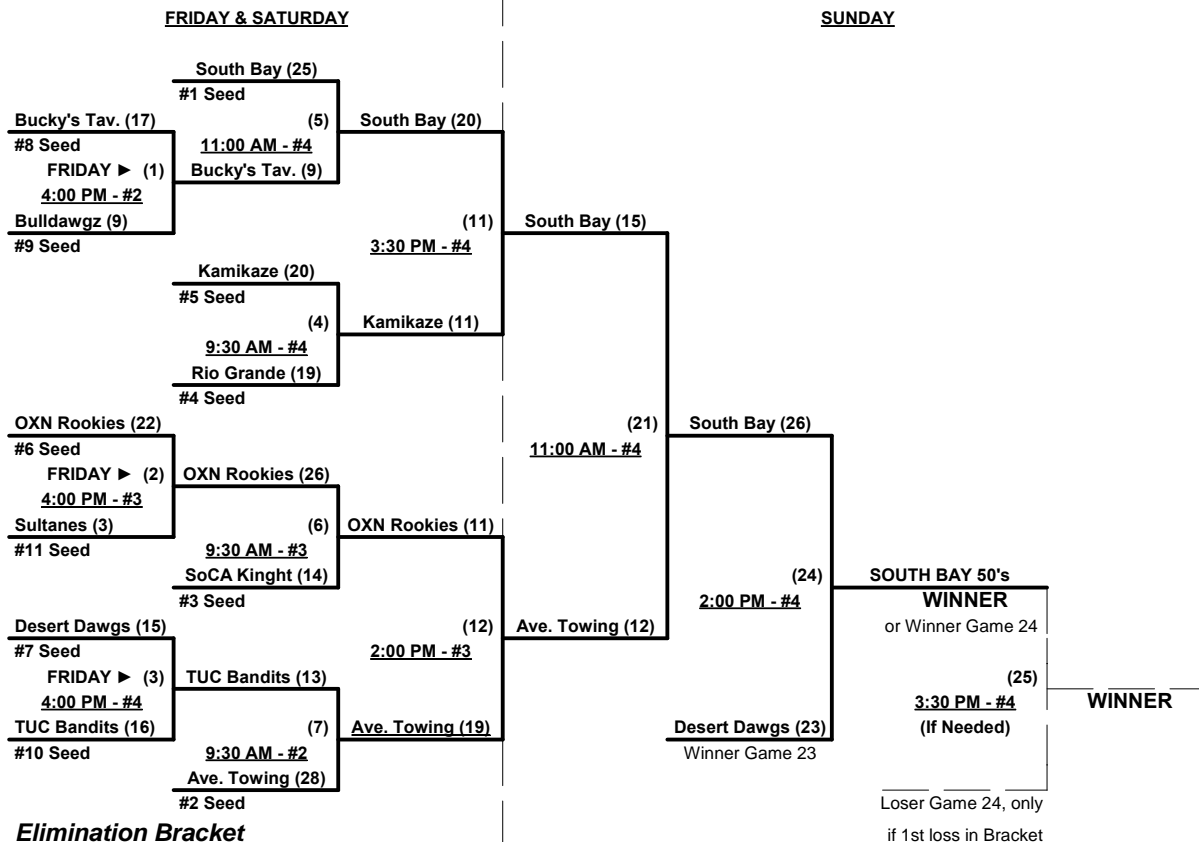 FRIDAY & SATURDAY
SUNDAY
South Bay (25)
#1 Seed
Bucky's Tav. (17)
(5)
South Bay (20)
#8 Seed
11:00 AM - #4
FRIDAY ► (1)
Bucky's Tav. (9)
4:00 PM - #2
Bulldawgz (9)
(11)
South Bay (15)
#9 Seed
3:30 PM - #4
Kamikaze (20)
#5 Seed
(4)
Kamikaze (11)
9:30 AM - #4
Rio Grande (19)
#4 Seed
OXN Rookies (22)
(21)
South Bay (26)
#6 Seed
11:00 AM - #4
FRIDAY ► (2)
OXN Rookies (26)
4:00 PM - #3
Sultanes (3)
(6)
OXN Rookies (11)
#11 Seed
9:30 AM - #3
SoCA Kinght (14)
(24)
SOUTH BAY 50's
#3 Seed
2:00 PM - #4
WINNER
Desert Dawgs (15)
(12)
Ave. Towing (12)
or Winner Game 24
#7 Seed
2:00 PM - #3
FRIDAY ► (3)
TUC Bandits (13)
(25)
4:00 PM - #4
3:30 PM - #4
WINNER
TUC Bandits (16)
(7)
Ave. Towing (19)
Desert Dawgs (23)
(If Needed)
#10 Seed
9:30 AM - #2
Winner Game 23
Ave. Towing (28)
#2 Seed
Loser Game 24, only
Elimination Bracket
if 1st loss in Bracket